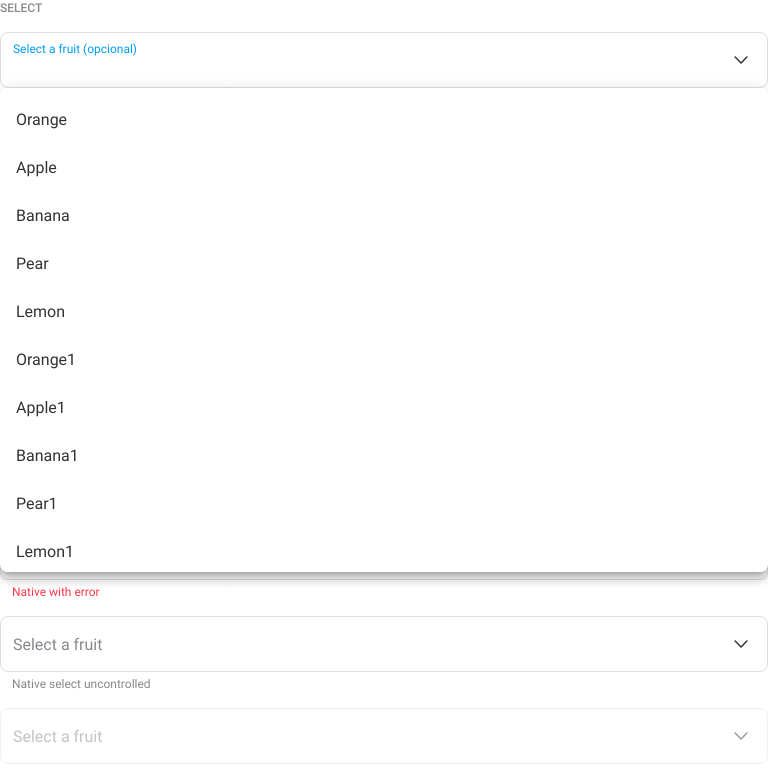 SELECT
Select a fruit (opcional)
Orange
Apple
Banana
Pear
Lemon
Orange1
Apple1
Banana1
Pear1
Lemon1
Native with error
Select a fruit
Native select uncontrolled
Select a fruit